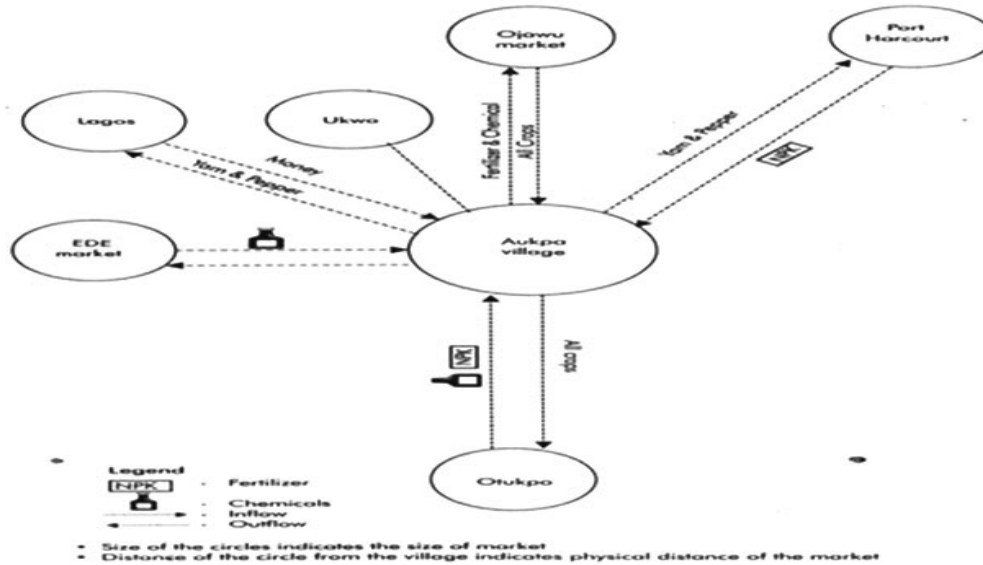 Ojawu
market
Port
Harcourt
Lagos
Ukwo
Money
Yam & Pepper
Fertilizer & Chemical
All Crops
Yam & Pepper
NPK
EDE
market
Aukpa
village
NPK
All crops
Otukpo
Legend
NPK - Fertilizer
- Chemicals
- Inflow
- Outflow
• Size of the circles indicates the size of market
• Distance of the circle from the village indicates physical distance of the market